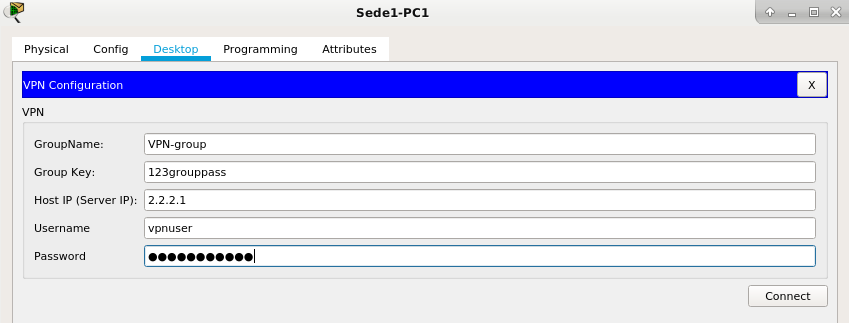 Sede1-PC1
Physical Config Desktop Programming Attributes
VPN Configuration X
VPN
GroupName: VPN-group
Group Key: 123grouppass
Host IP (Server IP): 2.2.2.1
Username vpnuser
Password ●●●●●●●●●●●
Connect